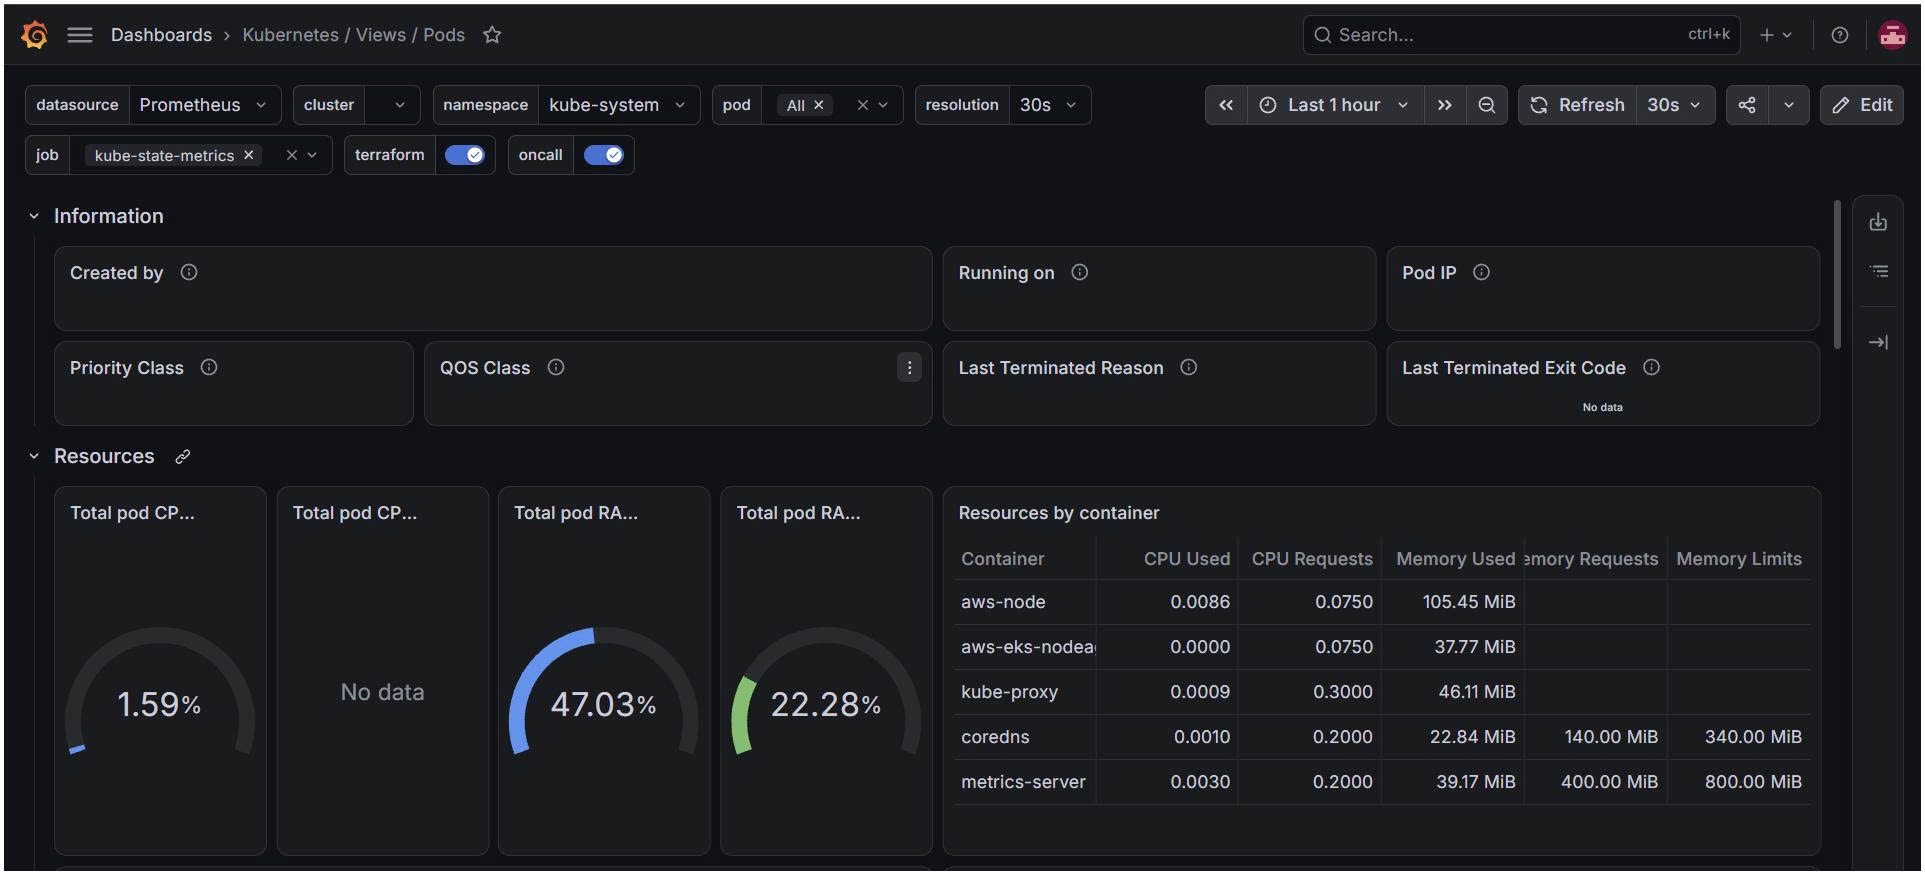 Dashboards › Kubernetes / Views / Pods Search... ctrl+k
datasource Prometheus cluster namespace kube-system pod All resolution 30s Last 1 hour Refresh 30s Edit
job kube-state-metrics terraform oncall
Information
Created by Running on Pod IP
Priority Class QOS Class Last Terminated Reason Last Terminated Exit Code
No data
Resources
Total pod CP... Total pod CP... Total pod RA... Total pod RA... Resources by container
Container CPU Used CPU Requests Memory Used emory Requests Memory Limits
aws-node 0.0086 0.0750 105.45 MiB
aws-eks-nodea 0.0000 0.0750 37.77 MiB
kube-proxy 0.0009 0.3000 46.11 MiB
coredns 0.0010 0.2000 22.84 MiB 140.00 MiB 340.00 MiB
metrics-server 0.0030 0.2000 39.17 MiB 400.00 MiB 800.00 MiB
1.59% No data 47.03% 22.28%